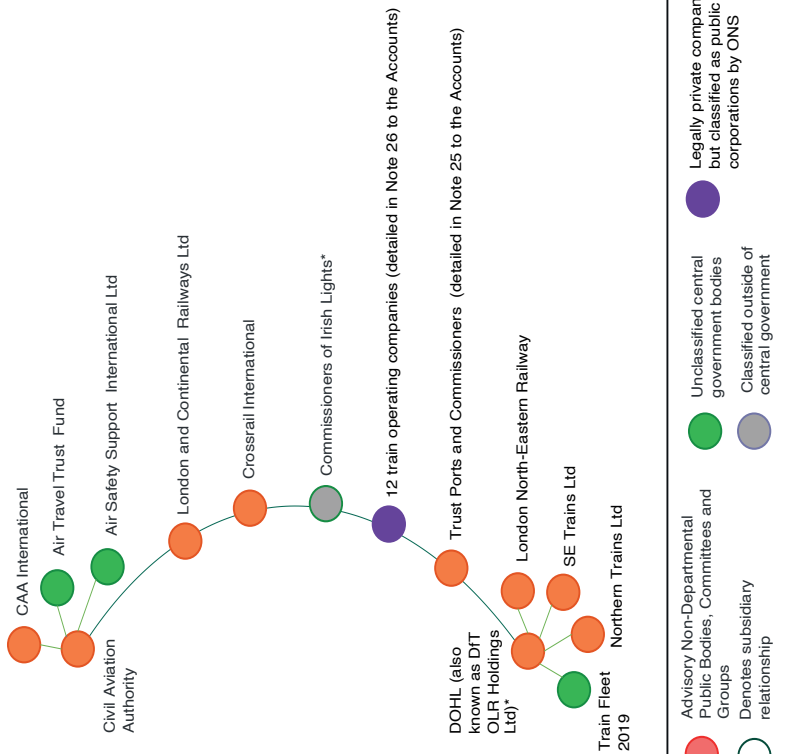 CAA International
Air Travel Trust Fund
Air Safety Support International Ltd
Civil Aviation
Authority
London and Continental Railways Ltd
Crossrail International
Commissioners of Irish Lights*
12 train operating companies (detailed in Note 26 to the Accounts)
Trust Ports and Commissioners (detailed in Note 25 to the Accounts)
DOHL (also
known as DfT
OLR Holdings
Ltd)*
London North-Eastern Railway
SE Trains Ltd
Northern Trains Ltd
Train Fleet
2019
Advisory Non-Departmental
Public Bodies, Committees and
Groups
Denotes subsidiary
relationship
Unclassified central
government bodies
Classified outside of
central government
Legally private
but classified as public
corporations by ONS